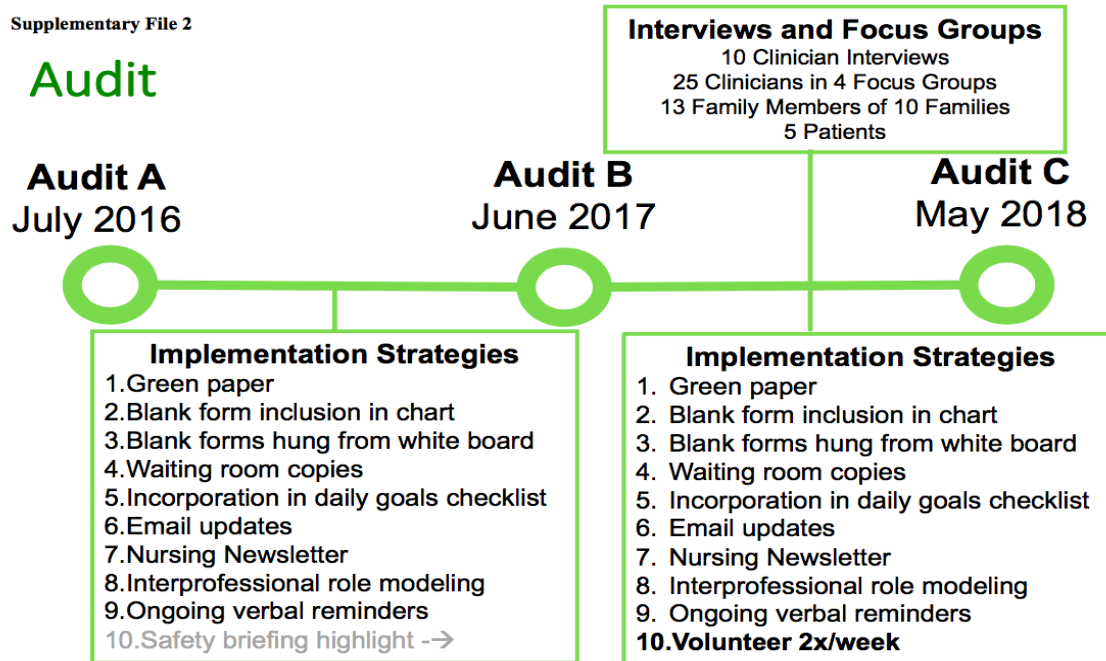 Supplementary File 2
Audit
Interviews and Focus Groups
10 Clinician Interviews
25 Clinicians in 4 Focus Groups
13 Family Members of 10 Families
5 Patients
Audit A
July 2016
Audit B
June 2017
Audit C
May 2018
Implementation Strategies
1.Green paper
2.Blank form inclusion in chart
3.Blank forms hung from white board
4.Waiting room copies
5.Incorporation in daily goals checklist
6.Email updates
7.Nursing Newsletter
8.Interprofessional role modeling
9.Ongoing verbal reminders
10.Safety briefing highlight -→
Implementation Strategies
1. Green paper
2. Blank form inclusion in chart
3. Blank forms hung from white board
4. Waiting room copies
5. Incorporation in daily goals checklist
6. Email updates
7. Nursing Newsletter
8. Interprofessional role modeling
9. Ongoing verbal reminders
10.Volunteer 2x/week